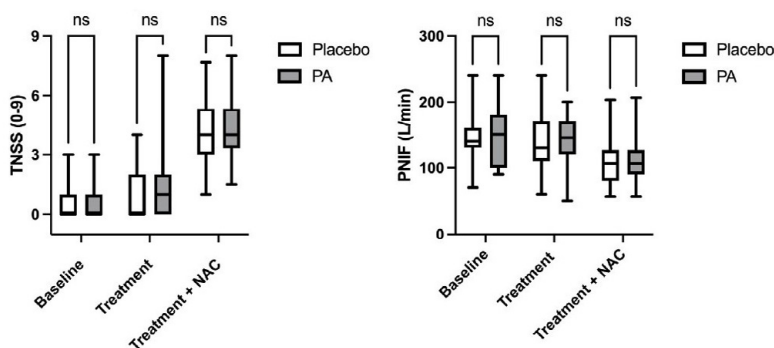 ns ns ns
9
6
3
0
TNSS (0-9)
Baseline
Treatment
Treatment + NAC
Placebo
PA
ns ns ns
300
200
100
0
PNIF (L/min)
Baseline
Treatment
Treatment + NAC
Placebo
PA